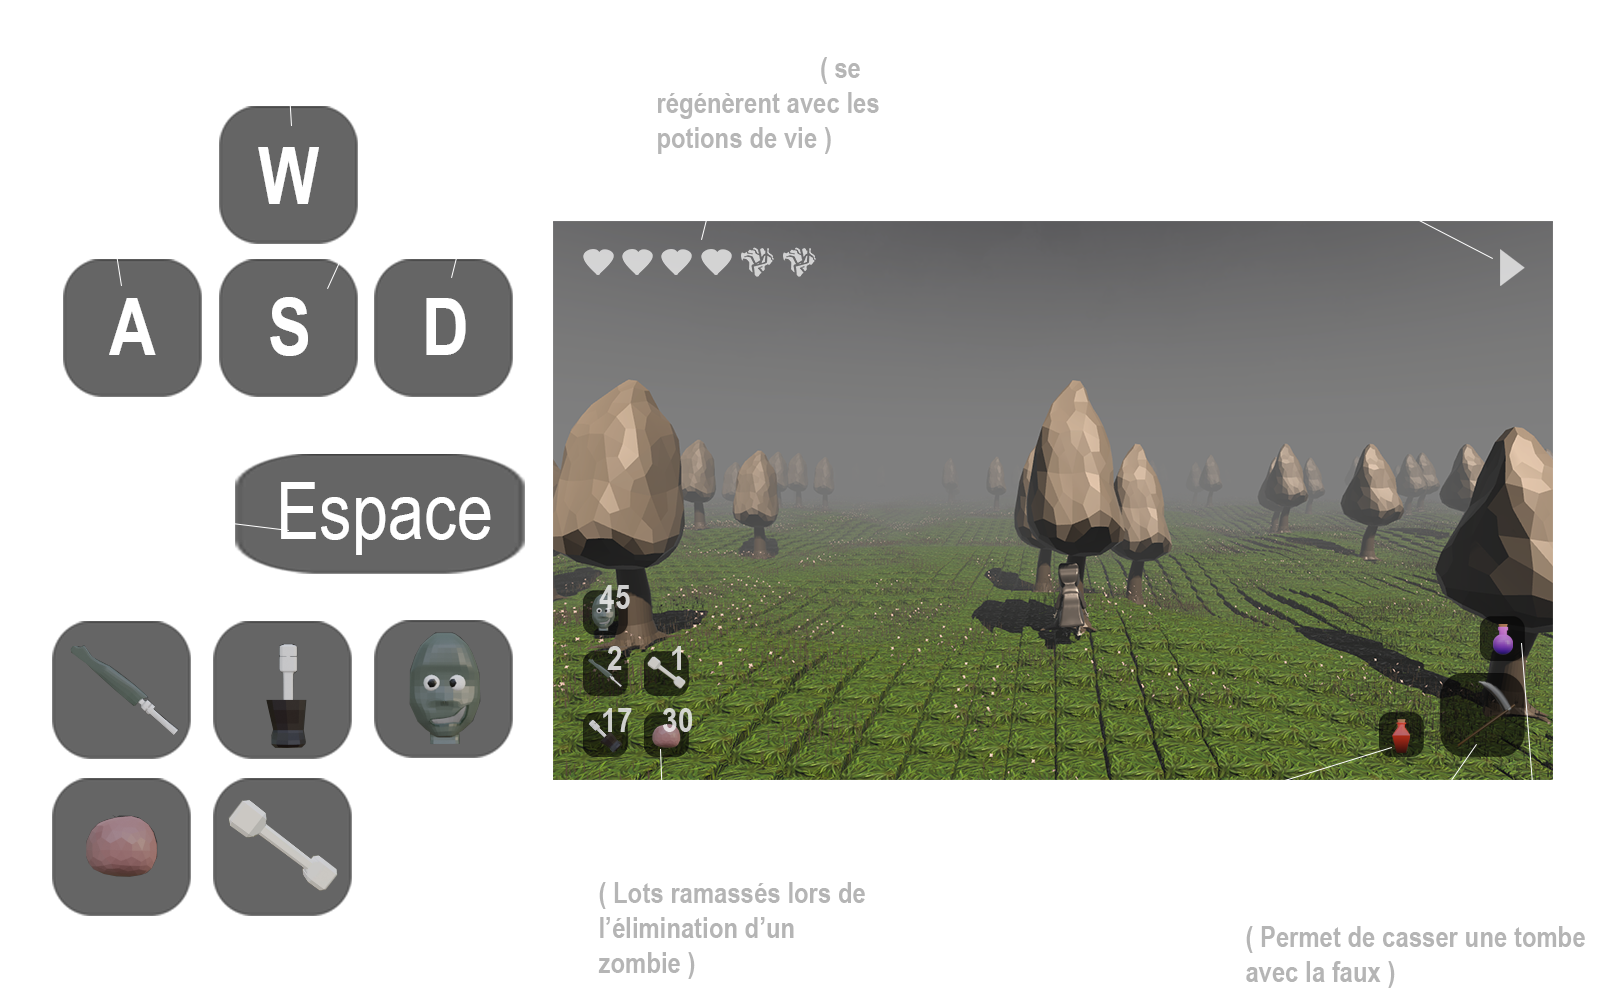 ( se
régénèrent avec les
potions de vie )
W
A S D
Espace
45
2 1
17 30
( Lots ramassés lors de
l’élimination d’un
zombie )
( Permet de casser une tombe
avec la faux )